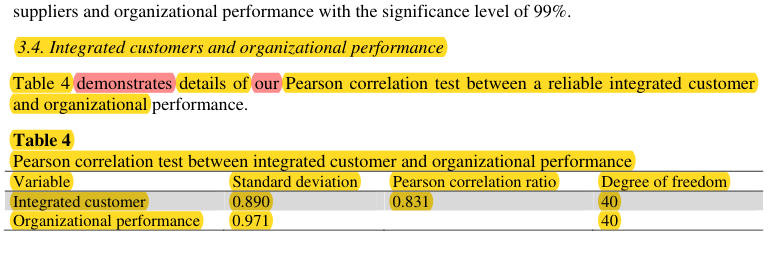 suppliers and organizational performance with the significance level of 99%.
3.4. Integrated customers and organizational performance
Table 4 demonstrates details of our Pearson correlation test between a reliable integrated customer
and organizational performance.
Table 4
Pearson correlation test between integrated customer and organizational performance
Variable Standard deviation Pearson correlation ratio Degree of freedom
Integrated customer 0.890 0.831 40
Organizational performance 0.971 40